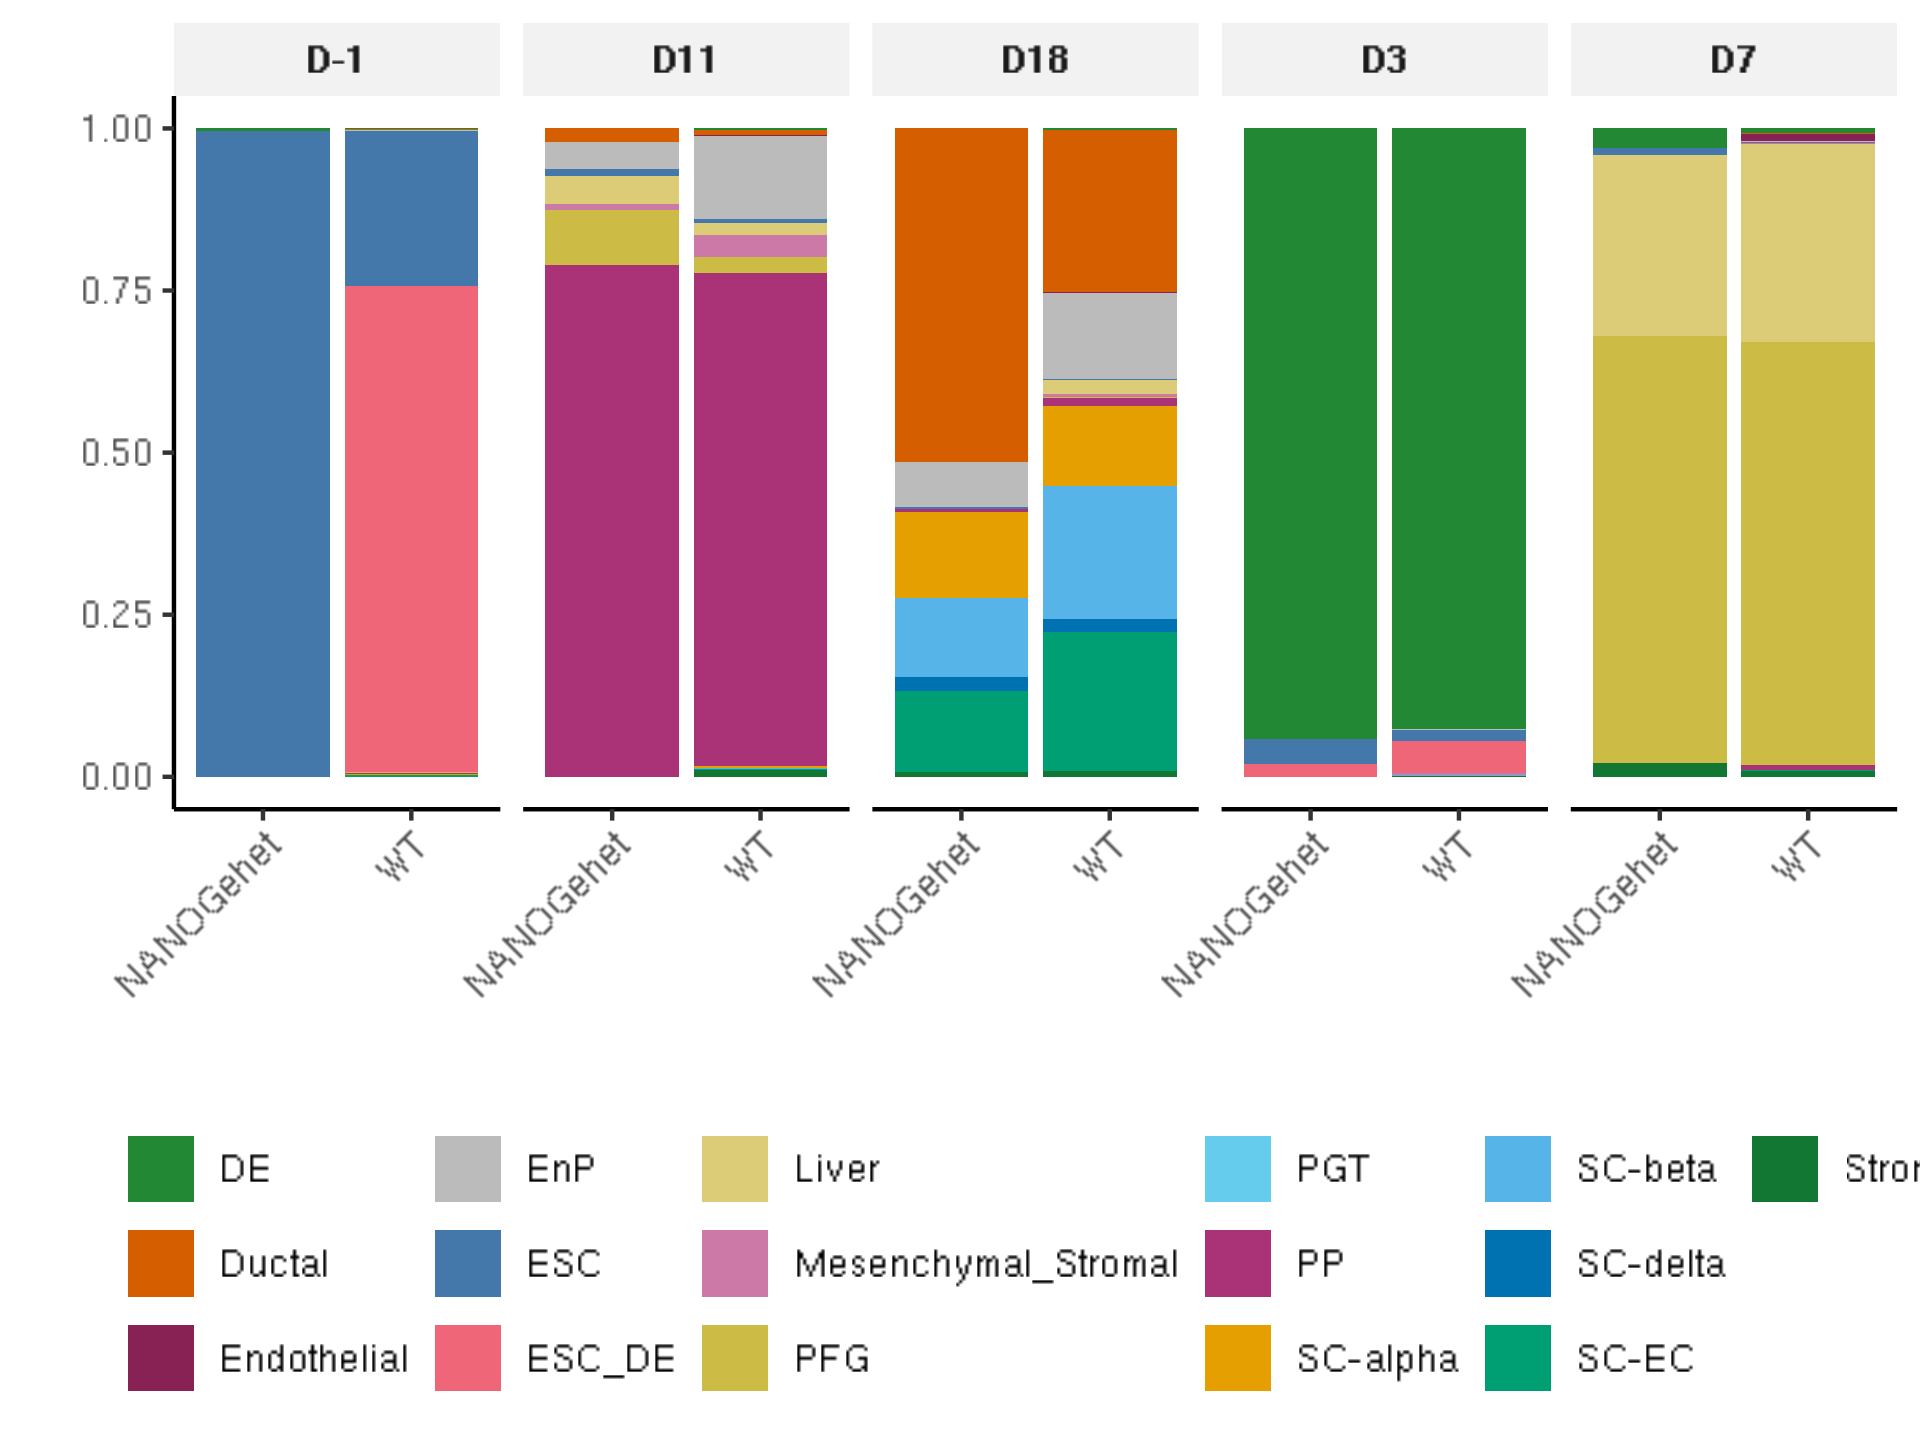 D-1 D11 D18 D3 D7
1.00
0.75
0.50
0.25
0.00
NANOGehet WT NANOGehet WT NANOGehet WT NANOGehet WT NANOGehet WT
DE EnP Liver PGT SC-beta
Ductal ESC Mesenchymal_Stromal PP SC-delta
Endothelial ESC_DE PFG SC-alpha SC-EC